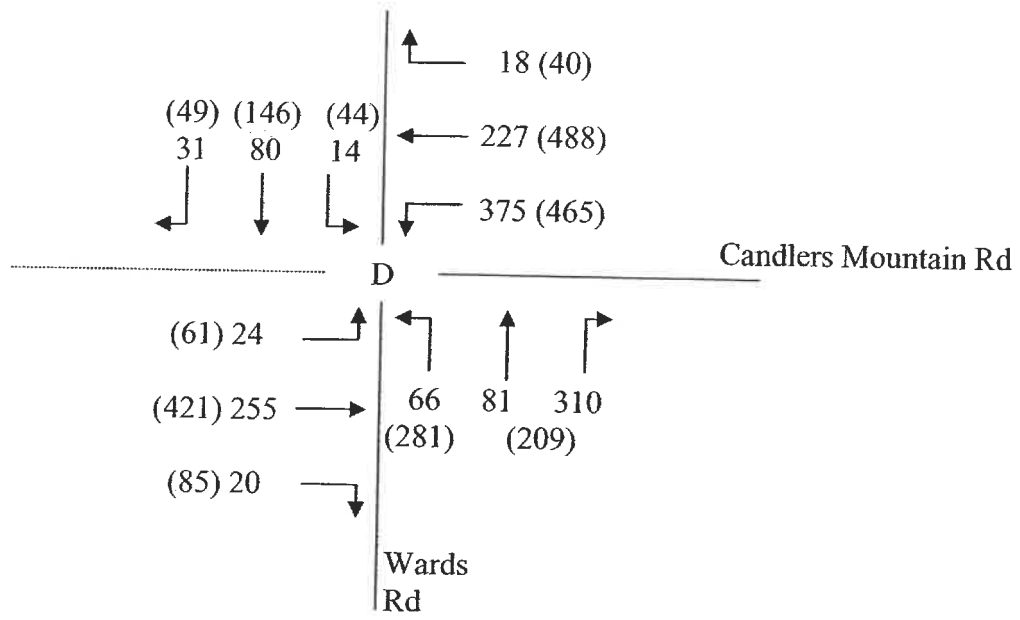 18 (40)
(49) (146) (44)
31 80 14
227 (488)
375 (465)
Candlers Mountain Rd
D
(61) 24
(421) 255
66 81 310
(281) (209)
(85) 20
Wards
Rd